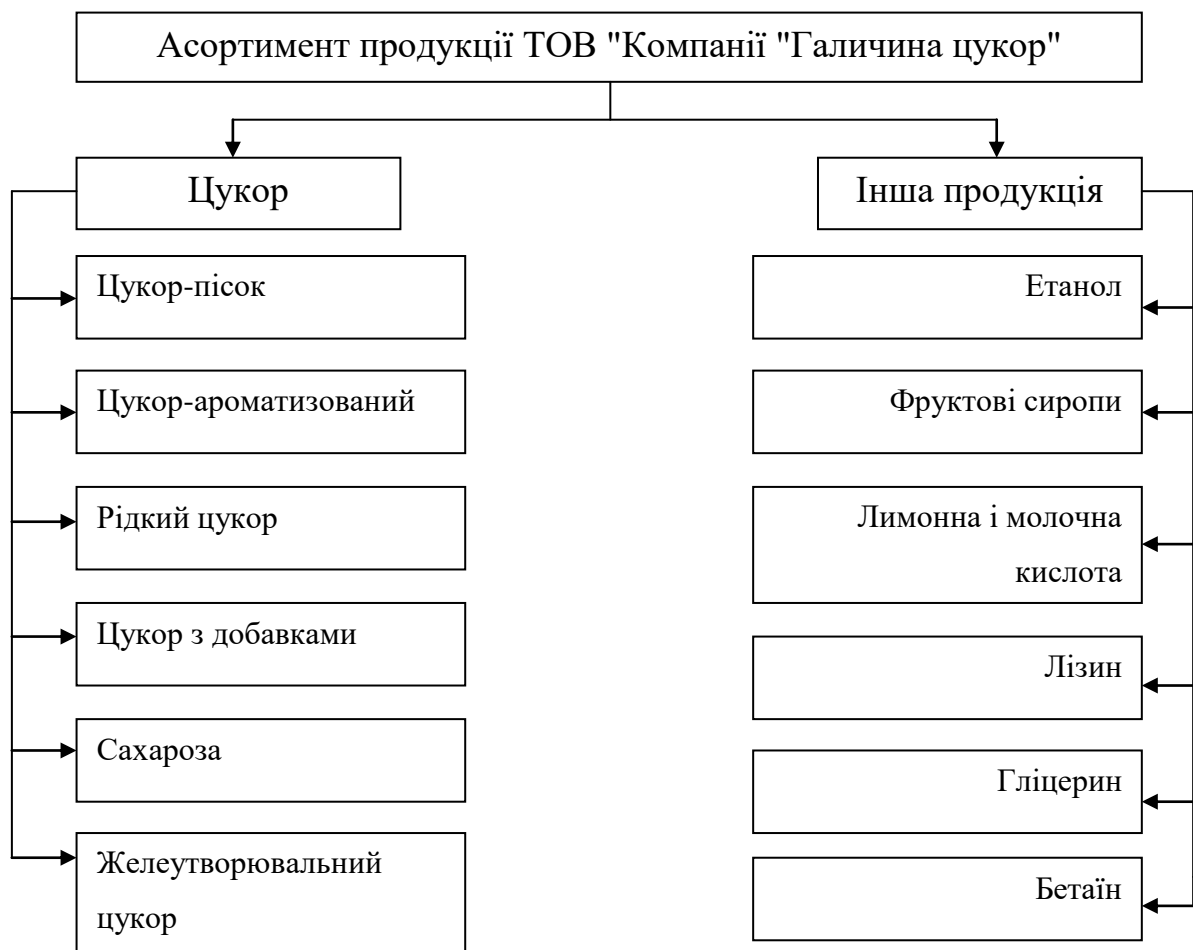 Асортимент продукції ТОВ "Компанії "Галичина цукор"
Цукор
Цукор-пісок
Цукор-ароматизований
Рідкий цукор
Цукор з добавками
Сахароза
Желеутворювальний
цукор
Інша продукція
Етанол
Фруктові сиропи
Лимонна і молочна
кислота
Лізин
Гліцерин
Бетаїн